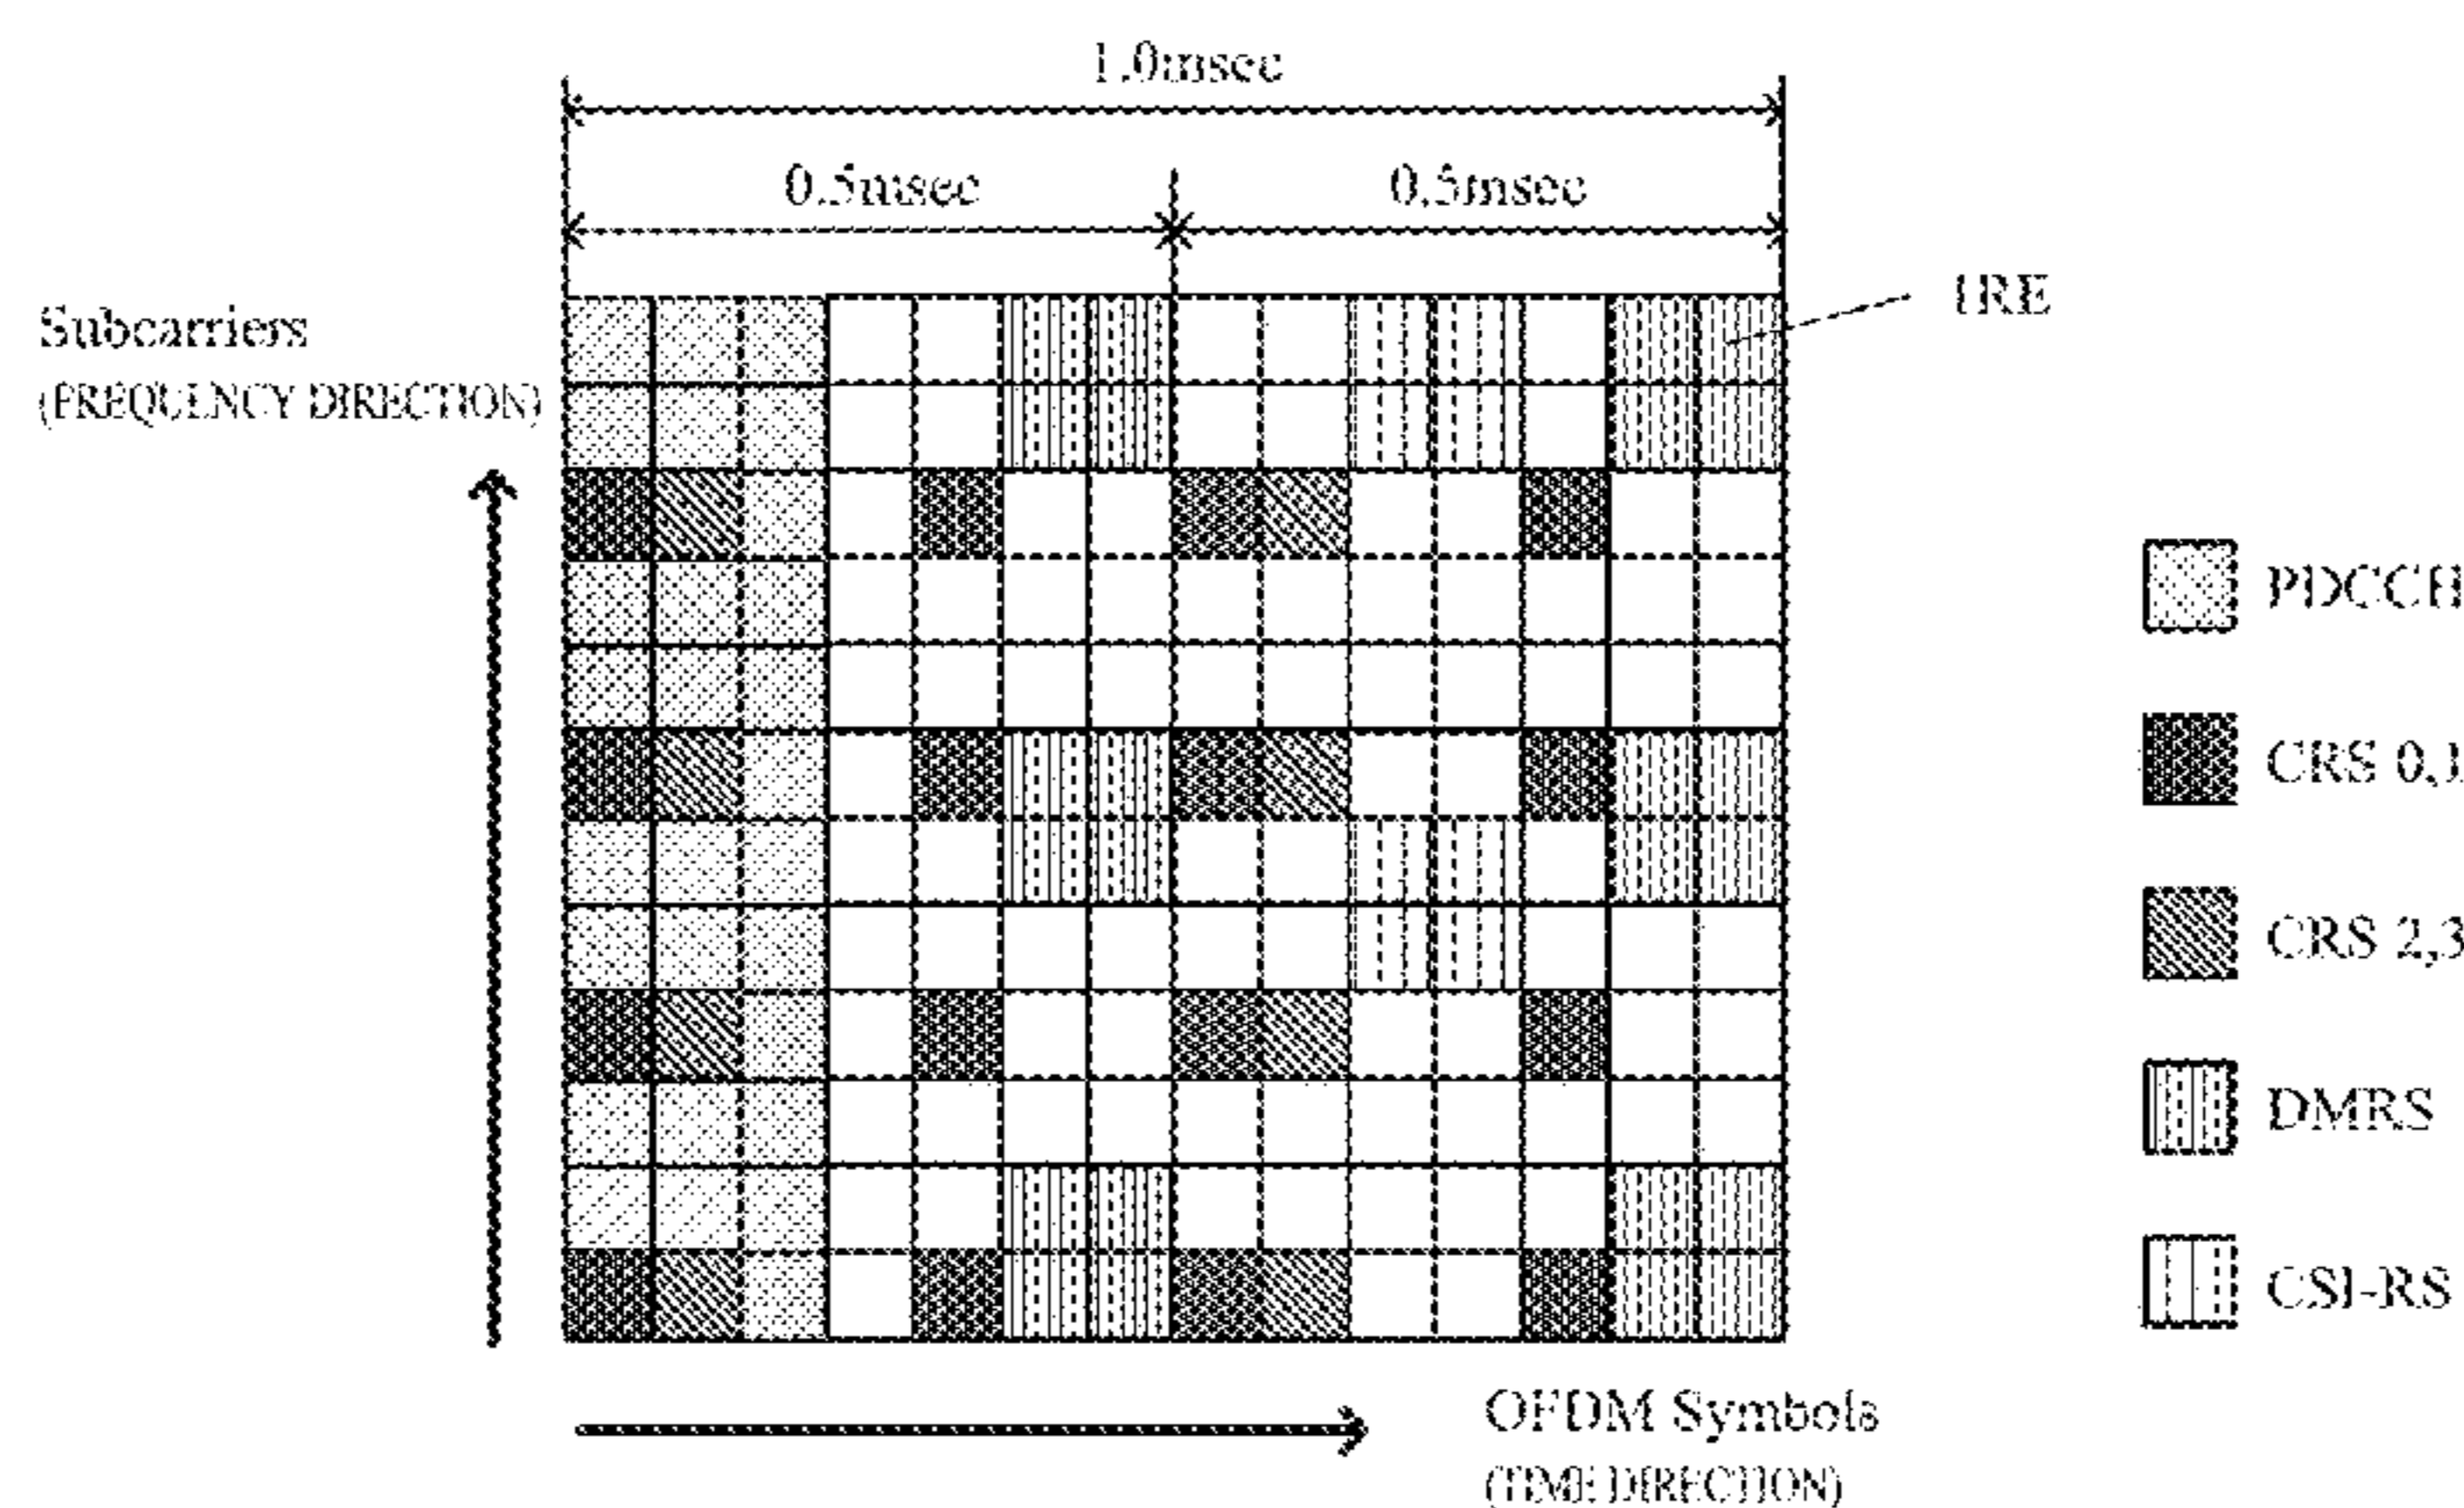 1.0msec
0.5msec
0.5msec
1RE
Subcarriers
(FREQUENCY DIRECTION)
PDCCH
CRS 0,1
CRS 2,3
DMRS
CSI-RS
OFDM Symbols
(TIME DIRECTION)